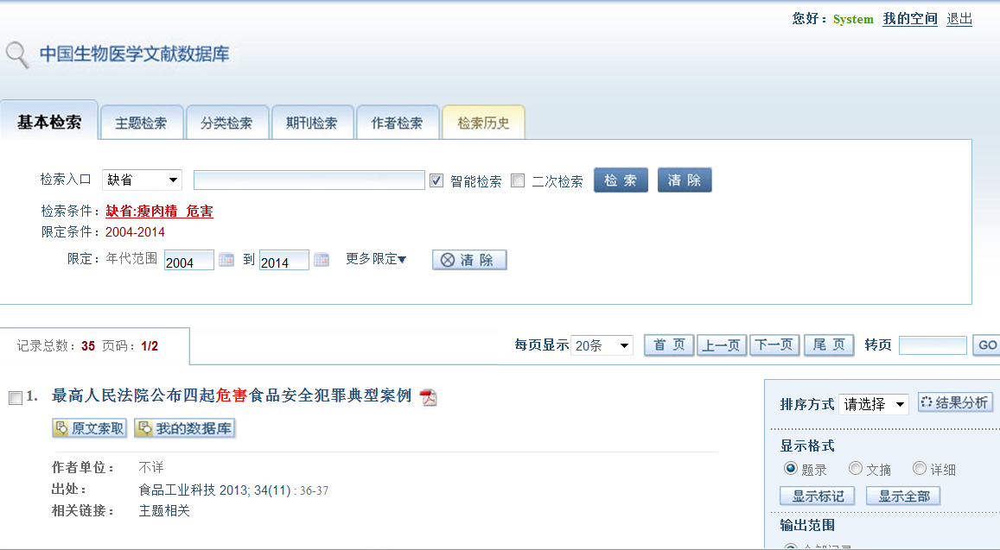 您好：System 我的空间 退出
中国生物医学文献数据库
基本检索 主题检索 分类检索 期刊检索 作者检索 检索历史
检索入口 缺省 智能检索 二次检索 检 索 清 除
检索条件：缺省:瘦肉精 危害
限定条件：2004-2014
限定：年代范围 2004 到 2014 更多限定 清 除
记录总数：35 页码：1/2 每页显示 20条 首 页 上一页 下一页 尾 页 转页 GO
1. 最高人民法院公布四起危害食品安全犯罪典型案例
原文索取 我的数据库
作者单位： 不详
出处： 食品工业科技 2013; 34(11) : 36-37
相关链接： 主题相关
排序方式 请选择 结果分析
显示格式
题录 文摘 详细
显示标记 显示全部
输出范围